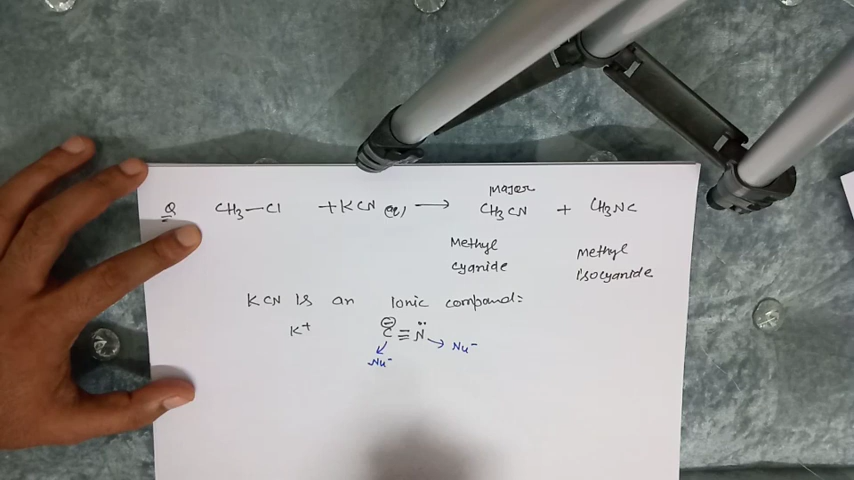 Major
Q CH3—Cl + KCN (aq) ⟶ CH3CN + CH3NC
Methyl cyanide
Methyl isocyanide
KCN is an Ionic compound:
K+ ⊖C≡N̈
Nu⁻ Nu⁻